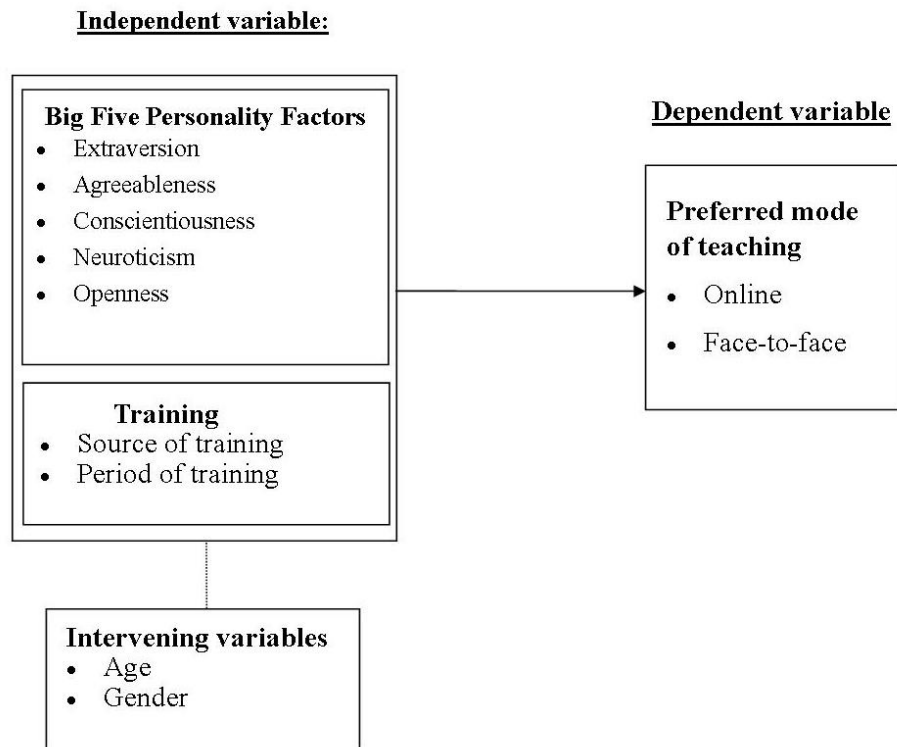 Independent variable:
Big Five Personality Factors
• Extraversion
• Agreeableness
• Conscientiousness
• Neuroticism
• Openness
Training
• Source of training
• Period of training
Intervening variables
• Age
• Gender
Dependent variable
Preferred mode
of teaching
• Online
• Face-to-face